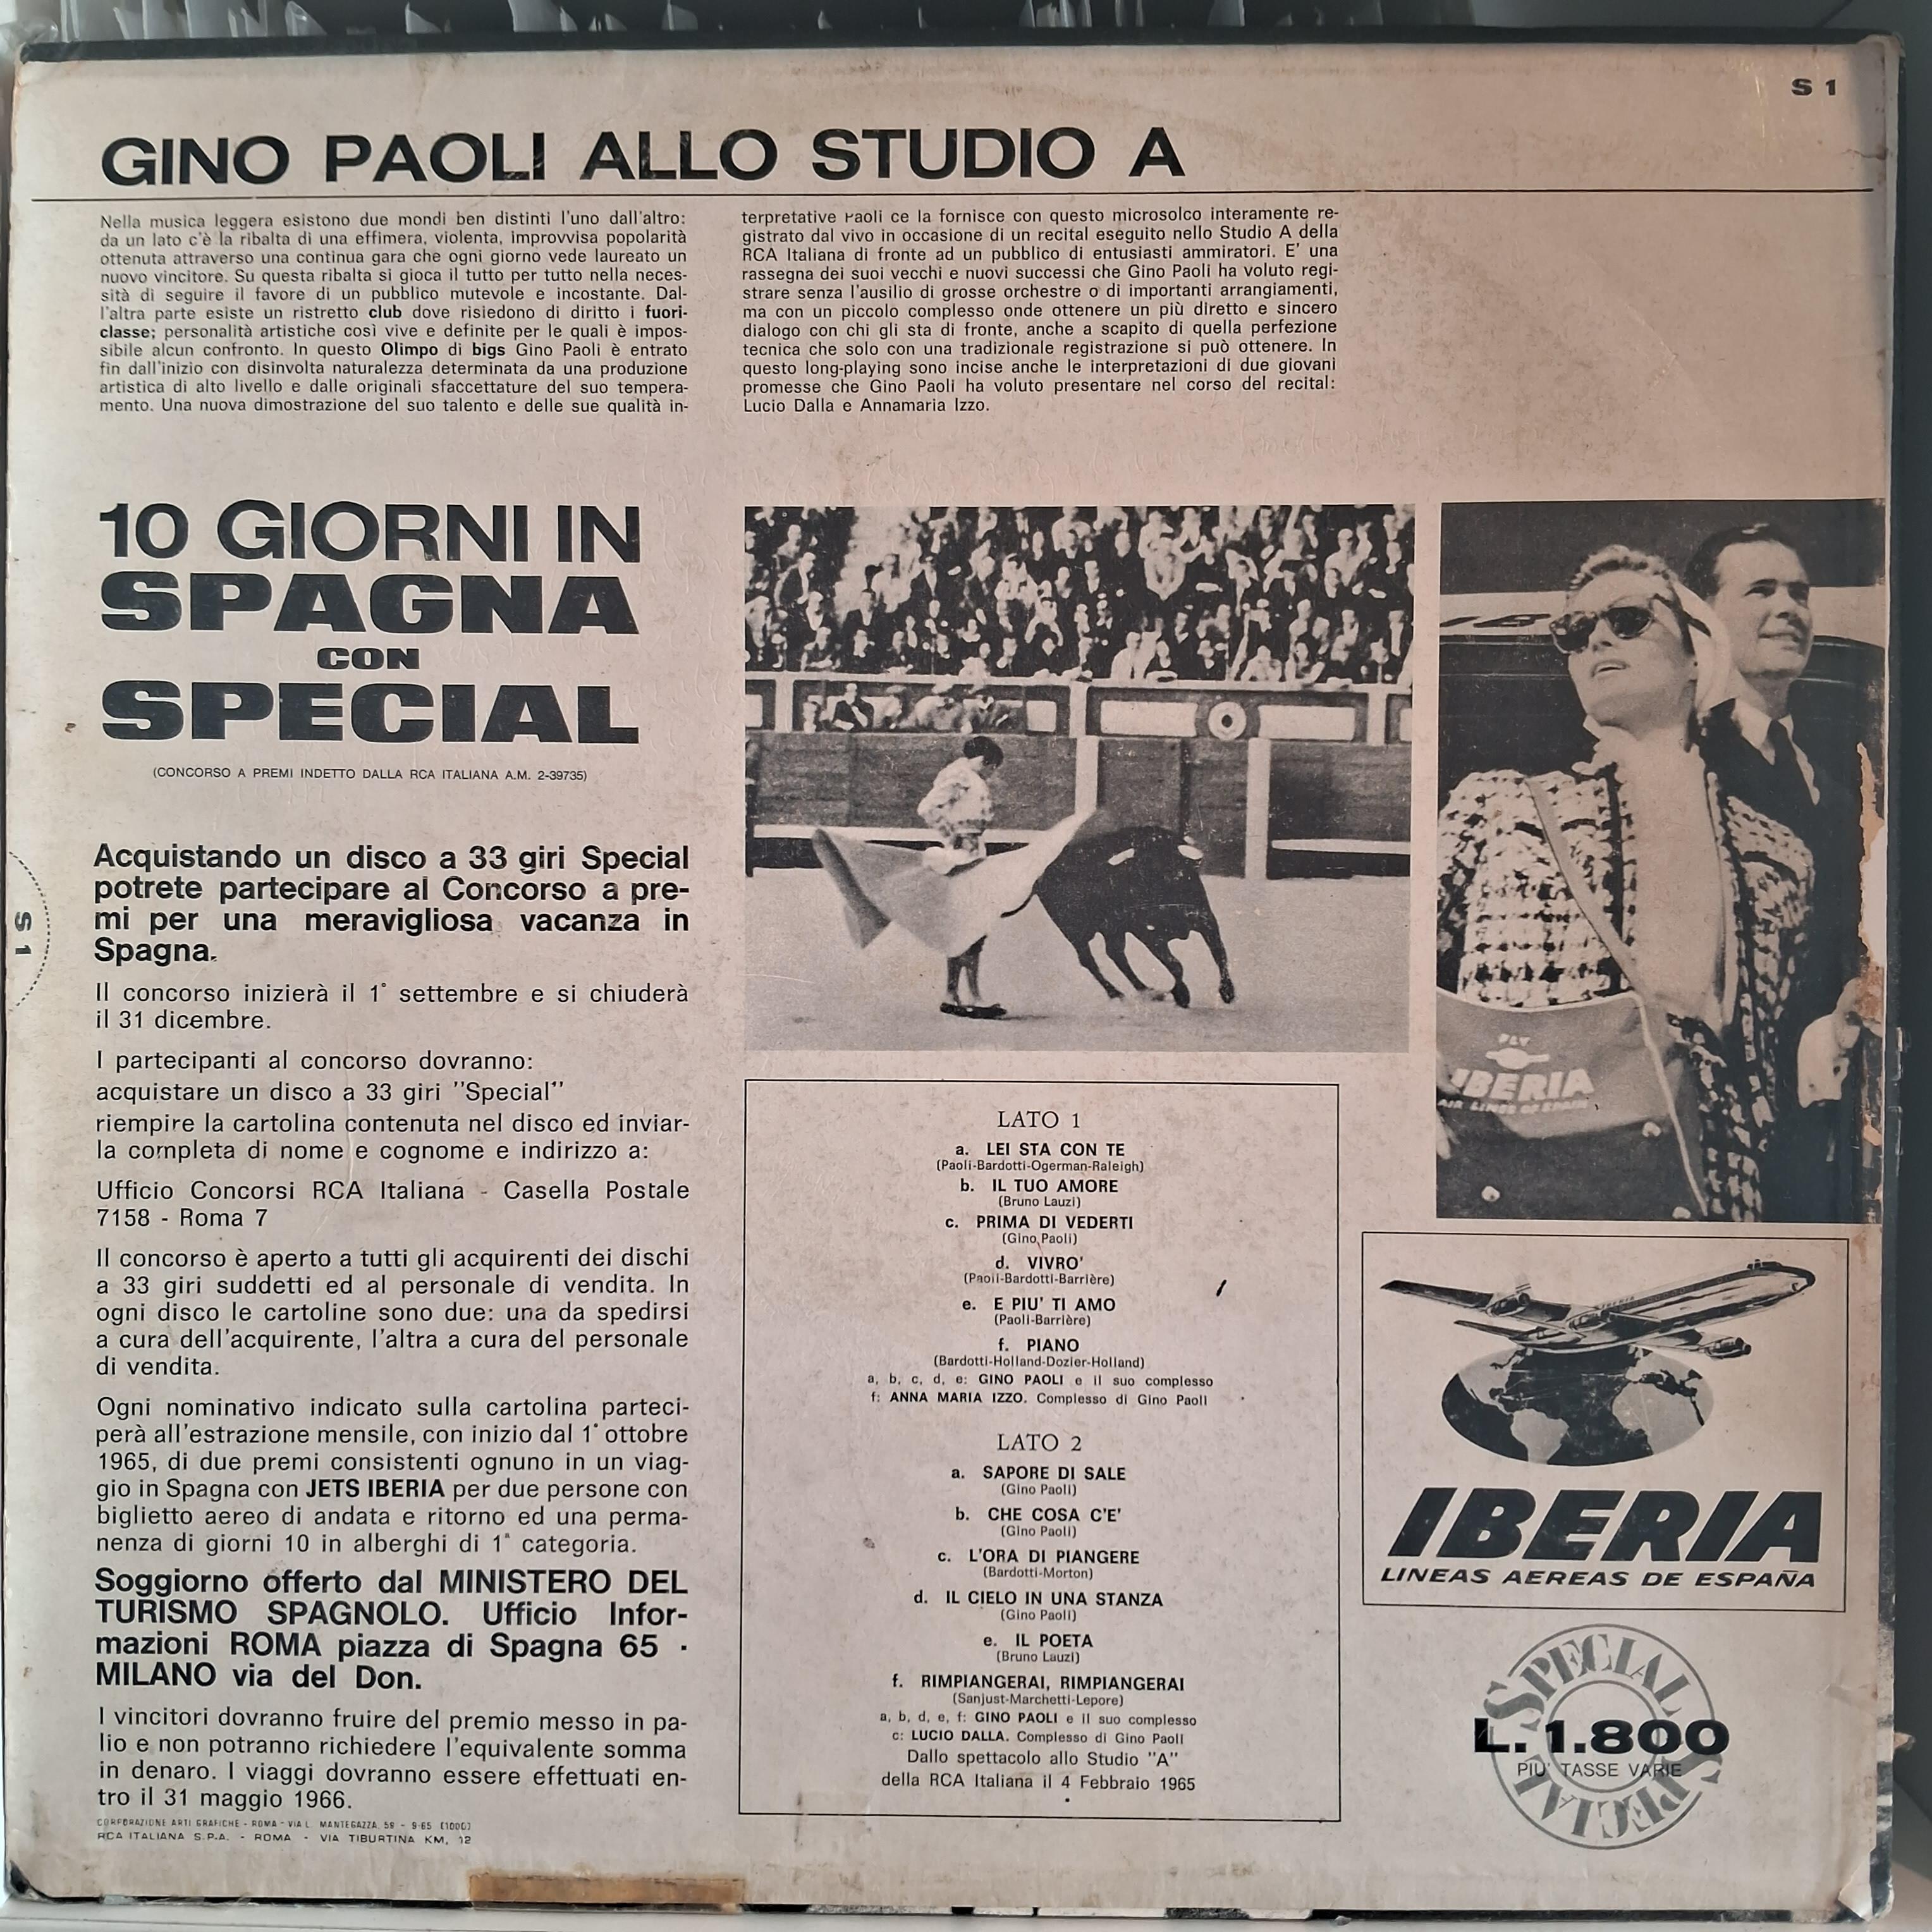 S 1
GINO PAOLI ALLO STUDIO A
Nella musica leggera esistono due mondi ben distinti l'uno dall'altro:
da un lato c'è la ribalta di una effimera, violenta, improvvisa popolarità
ottenuta attraverso una continua gara che ogni giorno vede laureato un
nuovo vincitore. Su questa ribalta si gioca il tutto per tutto nella neces-
sità di seguire il favore di un pubblico mutevole e incostante. Dal-
l'altra parte esiste un ristretto club dove risiedono di diritto i fuori-
classe; personalità artistiche così vive e definite per le quali è impos-
sibile alcun confronto. In questo Olimpo di bigs Gino Paoli è entrato
fin dall'inizio con disinvolta naturalezza determinata da una produzione
artistica di alto livello e dalle originali sfaccettature del suo tempera-
mento. Una nuova dimostrazione del suo talento e delle sue qualità in-
terpretative Paoli ce la fornisce con questo microsolco interamente re-
gistrato dal vivo in occasione di un recital eseguito nello Studio A della
RCA Italiana di fronte ad un pubblico di entusiasti ammiratori. E' una
rassegna dei suoi vecchi e nuovi successi che Gino Paoli ha voluto regi-
strare senza l'ausilio di grosse orchestre o di importanti arrangiamenti,
ma con un piccolo complesso onde ottenere un più diretto e sincero
dialogo con chi gli sta di fronte, anche a scapito di quella perfezione
tecnica che solo con una tradizionale registrazione si può ottenere. In
questo long-playing sono incise anche le interpretazioni di due giovani
promesse che Gino Paoli ha voluto presentare nel corso del recital:
Lucio Dalla e Annamaria Izzo.
10 GIORNI IN
SPAGNA
CON
SPECIAL
(CONCORSO A PREMI INDETTO DALLA RCA ITALIANA A.M. 2-39735)
Acquistando un disco a 33 giri Special
potrete partecipare al Concorso a pre-
mi per una meravigliosa vacanza in
Spagna.
S 1
Il concorso inizierà il 1° settembre e si chiuderà
il 31 dicembre.
I partecipanti al concorso dovranno:
acquistare un disco a 33 giri "Special"
riempire la cartolina contenuta nel disco ed inviar-
la completa di nome e cognome e indirizzo a:
Ufficio Concorsi RCA Italiana - Casella Postale
7158 - Roma 7
Il concorso è aperto a tutti gli acquirenti dei dischi
a 33 giri suddetti ed al personale di vendita. In
ogni disco le cartoline sono due: una da spedirsi
a cura dell'acquirente, l'altra a cura del personale
di vendita.
Ogni nominativo indicato sulla cartolina parteci-
perà all'estrazione mensile, con inizio dal 1° ottobre
1965, di due premi consistenti ognuno in un viag-
gio in Spagna con JETS IBERIA per due persone con
biglietto aereo di andata e ritorno ed una perma-
nenza di giorni 10 in alberghi di 1ª categoria.
Soggiorno offerto dal MINISTERO DEL
TURISMO SPAGNOLO. Ufficio Infor-
mazioni ROMA piazza di Spagna 65 ·
MILANO via del Don.
I vincitori dovranno fruire del premio messo in pa-
lio e non potranno richiedere l'equivalente somma
in denaro. I viaggi dovranno essere effettuati en-
tro il 31 maggio 1966.
CORPORAZIONE ARTI GRAFICHE - ROMA - VIA L. MANTEGAZZA, 59 - 9-65 (1000)
RCA ITALIANA S.P.A. - ROMA - VIA TIBURTINA KM, 12
FLY
IBERIA
AIR LINES OF SPAIN
LATO 1
a. LEI STA CON TE
(Paoli-Bardotti-Ogerman-Raleigh)
b. IL TUO AMORE
(Bruno Lauzi)
c. PRIMA DI VEDERTI
(Gino Paoli)
d. VIVRO'
(Paoli-Bardotti-Barrière)
e. E PIU' TI AMO
(Paoli-Barrière)
f. PIANO
(Bardotti-Holland-Dozier-Holland)
a, b, c, d, e: GINO PAOLI e il suo complesso
f: ANNA MARIA IZZO. Complesso di Gino Paoli
LATO 2
a. SAPORE DI SALE
(Gino Paoli)
b. CHE COSA C'E'
(Gino Paoli)
c. L'ORA DI PIANGERE
(Bardotti-Morton)
d. IL CIELO IN UNA STANZA
(Gino Paoli)
e. IL POETA
(Bruno Lauzi)
f. RIMPIANGERAI, RIMPIANGERAI
(Sanjust-Marchetti-Lepore)
a, b, d, e, f: GINO PAOLI e il suo complesso
c: LUCIO DALLA. Complesso di Gino Paoli
Dallo spettacolo allo Studio "A"
della RCA Italiana il 4 Febbraio 1965
IBERIA
IBERIA
LINEAS AEREAS DE ESPAÑA
SPECIAL
L. 1.800
PIU' TASSE VARIE
SPECIAL